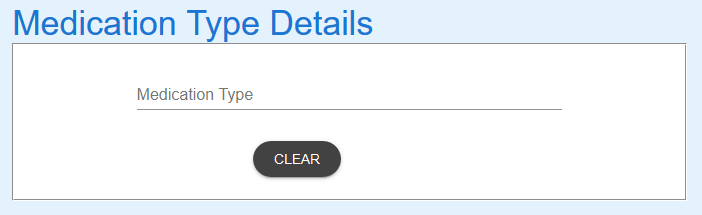 Medication Type Details
Medication Type
CLEAR